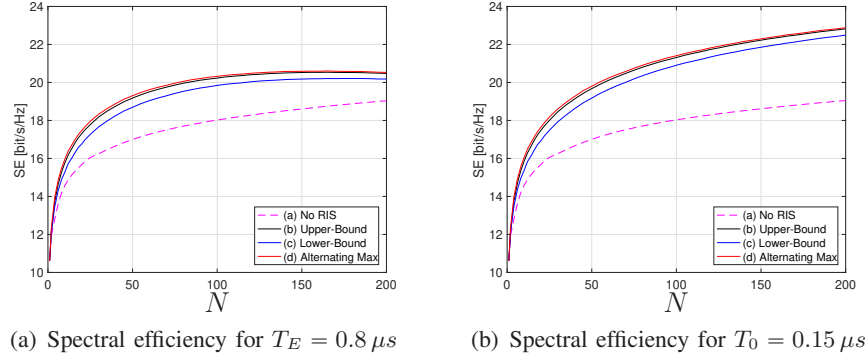 24
22
20
18
16
14
12
10
SE [bit/s/Hz]
(a) No RIS
(b) Upper-Bound
(c) Lower-Bound
(d) Alternating Max
0 50 100 150 200
N
(a) Spectral efficiency for T_E = 0.8 μs
24
22
20
18
16
14
12
10
SE [bit/s/Hz]
(a) No RIS
(b) Upper-Bound
(c) Lower-Bound
(d) Alternating Max
0 50 100 150 200
N
(b) Spectral efficiency for T_0 = 0.15 μs